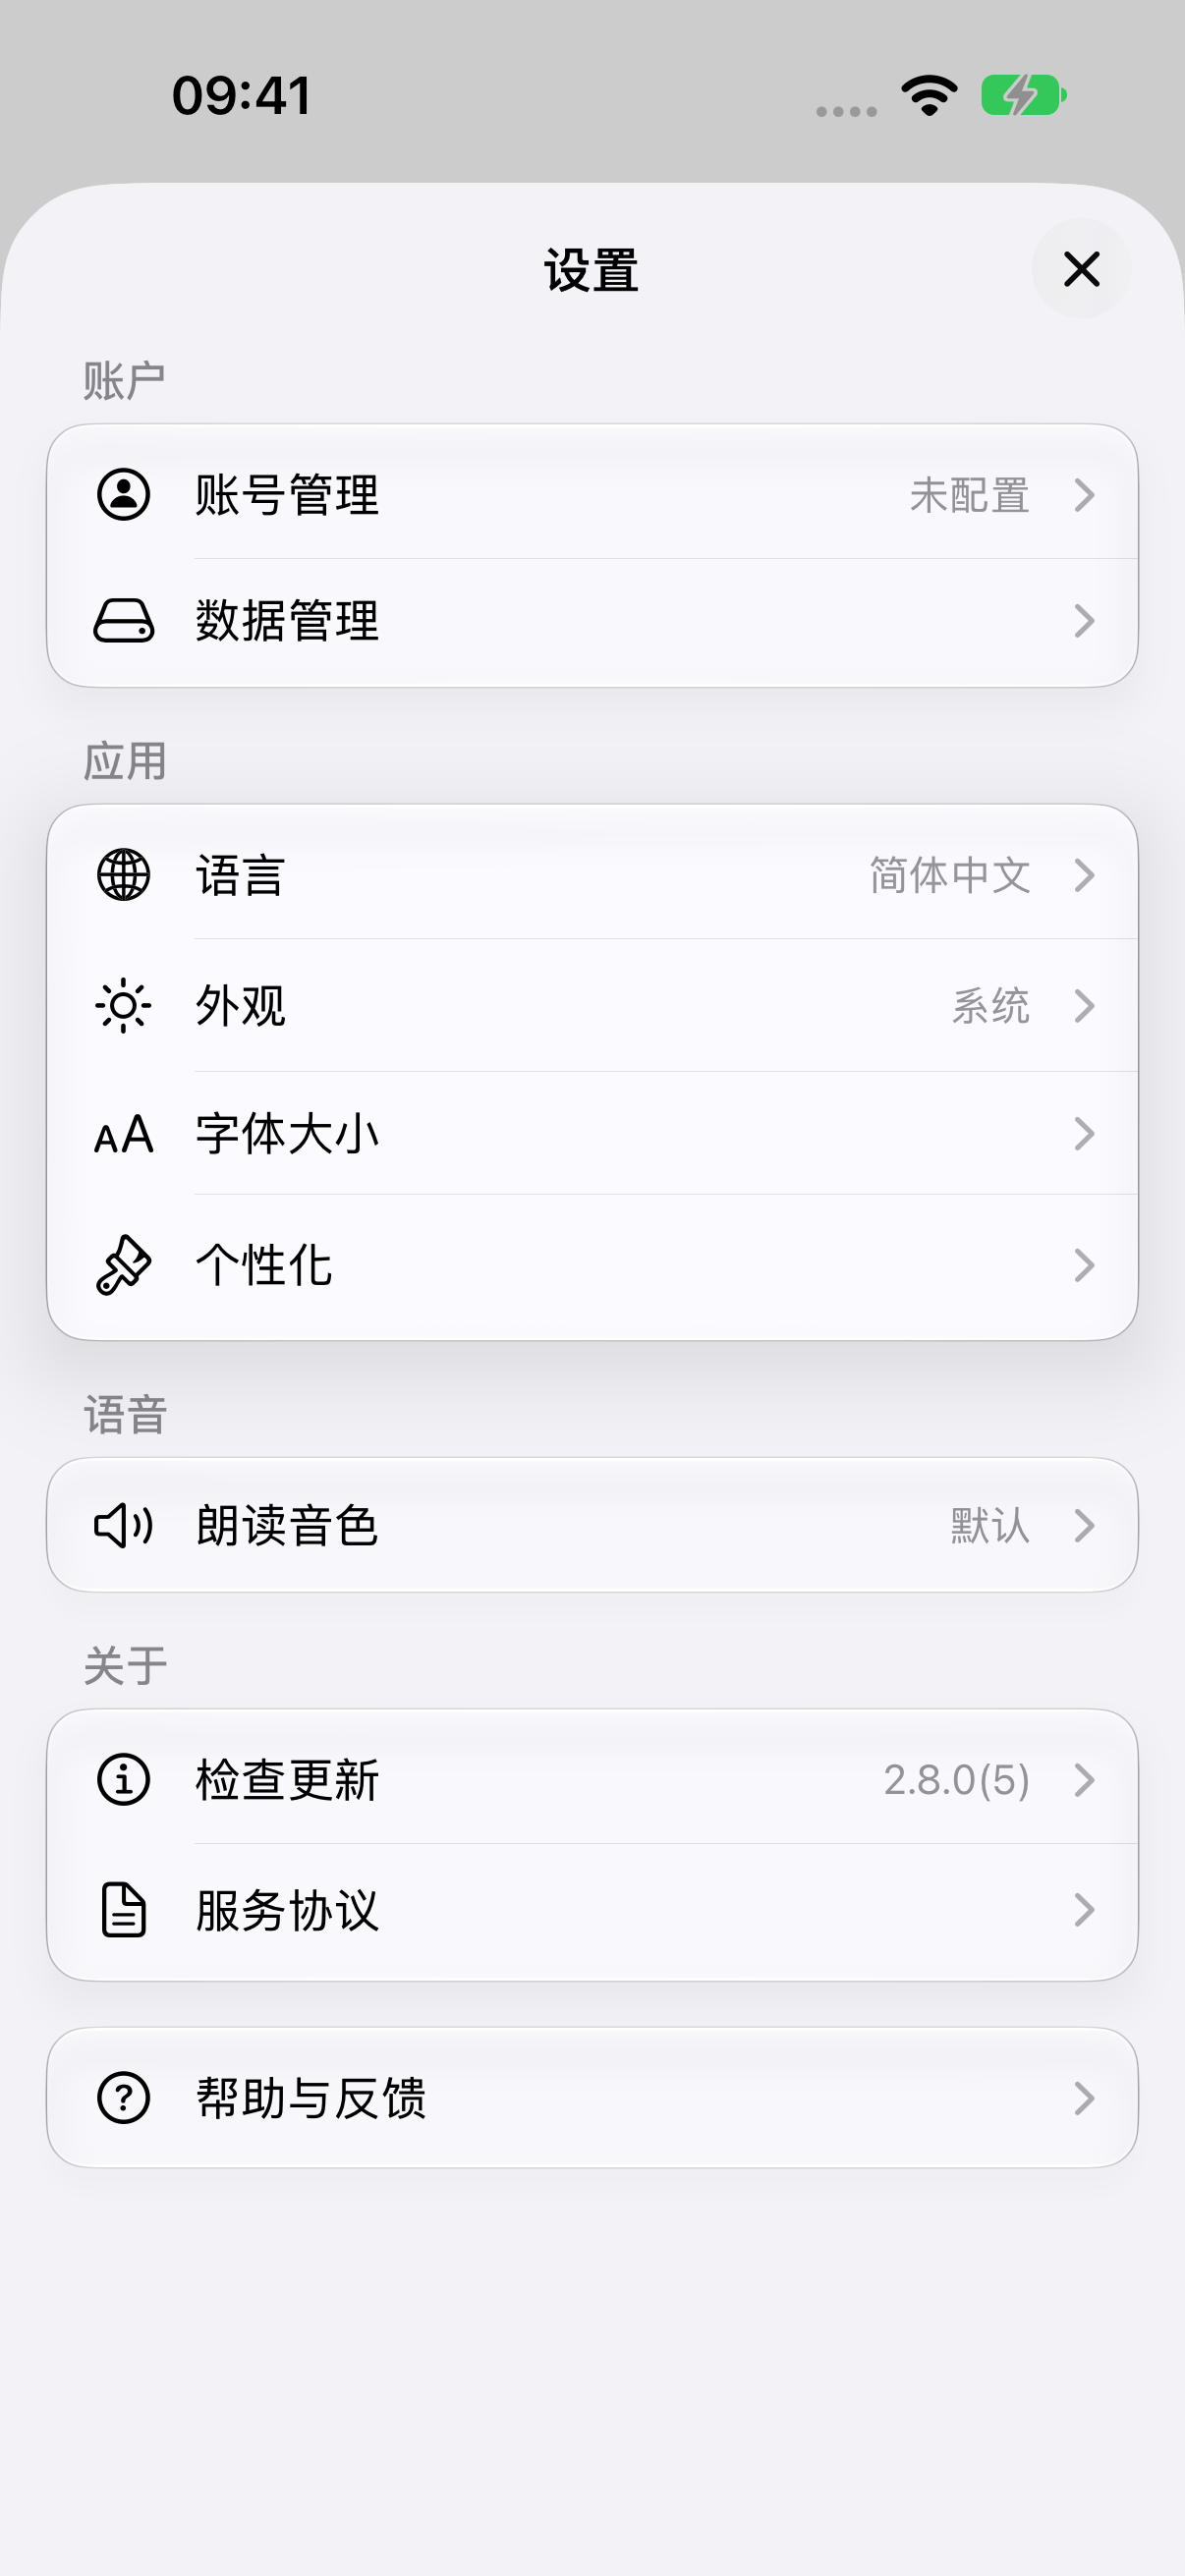 09:41
设置
账户
账号管理 未配置
数据管理
应用
语言 简体中文
外观 系统
字体大小
个性化
语音
朗读音色 默认
关于
检查更新 2.8.0(5)
服务协议
帮助与反馈